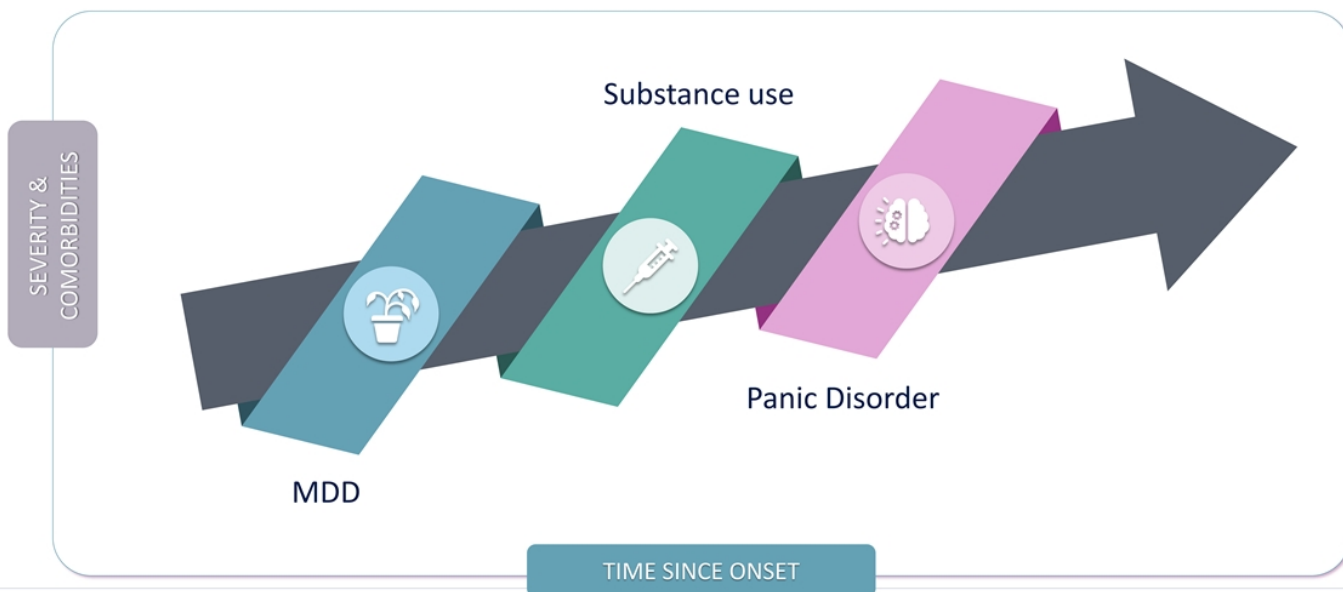 Substance use
SEVERITY &
COMORBIDITIES
Panic Disorder
MDD
TIME SINCE ONSET